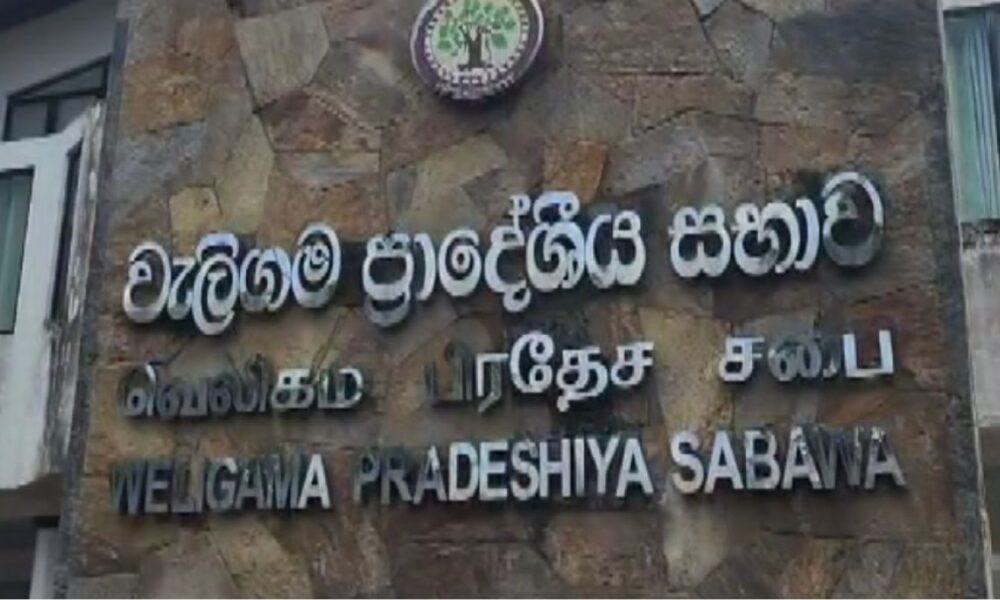 වැලිගම ප්‍රාදේශීය සභාව
வெலிகம பிரதேச சபை
WELIGAMA PRADESHIYA SABAWA